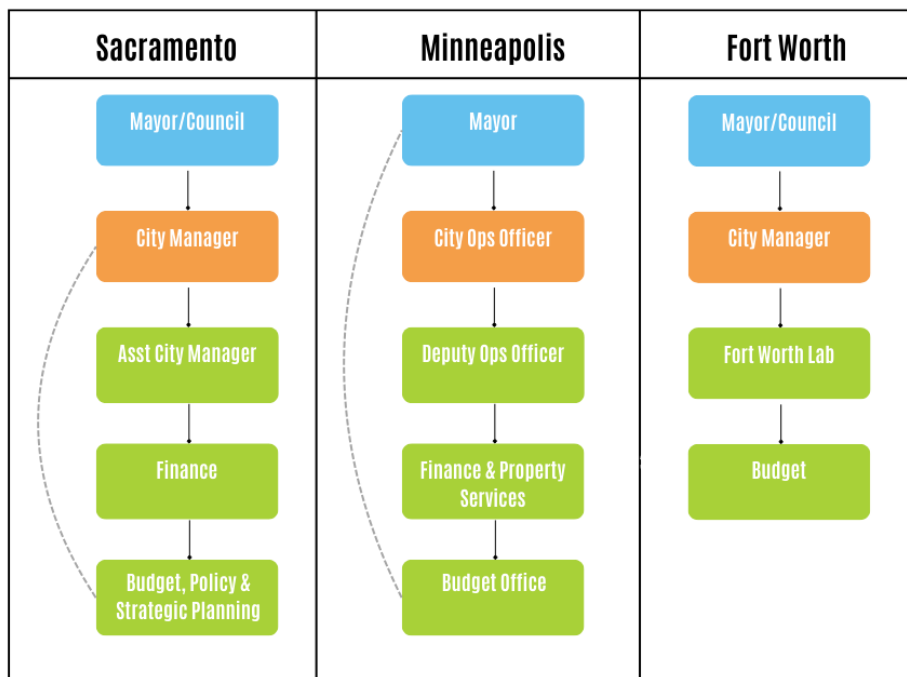 Sacramento
Minneapolis
Fort Worth
Mayor/Council
City Manager
Asst City Manager
Finance
Budget, Policy &
Strategic Planning
Mayor
City Ops Officer
Deputy Ops Officer
Finance & Property
Services
Budget Office
Mayor/Council
City Manager
Fort Worth Lab
Budget